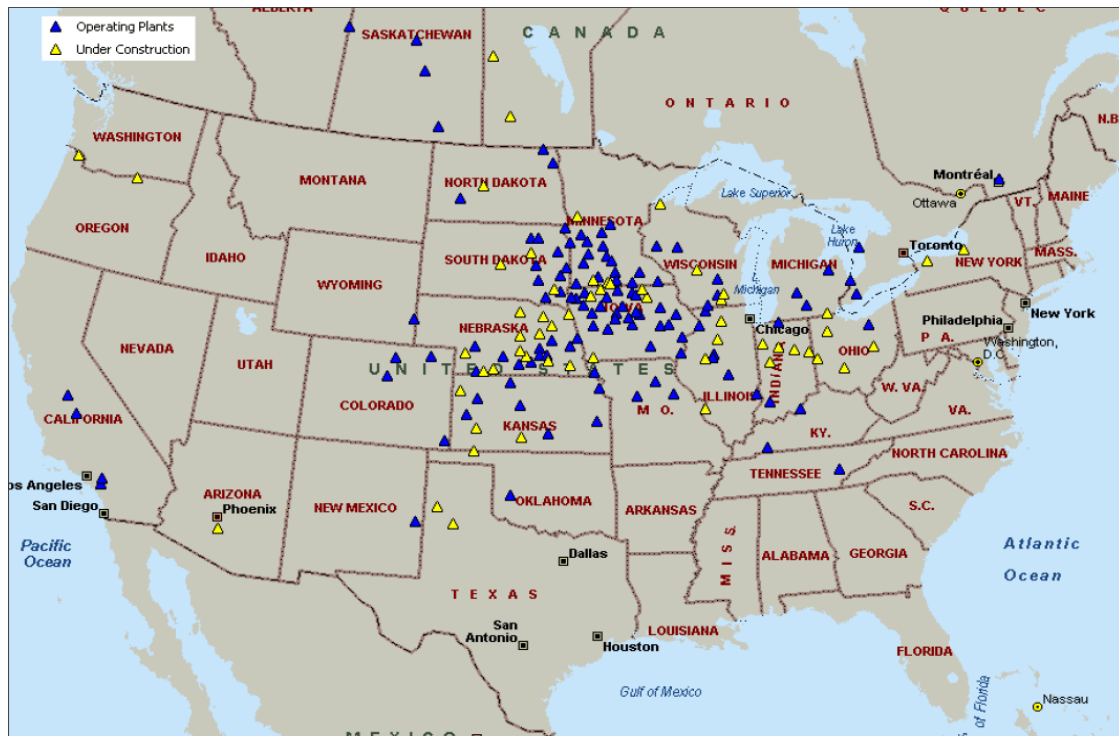 ALBERTA
Q U E B E C
Operating Plants
Under Construction
SASKATCHEWAN
C A N A D A
O N T A R I O
N.B.
WASHINGTON
MONTANA
NORTH DAKOTA
Lake Superior
Montréal
Ottawa
VT.
MAINE
OREGON
MINNESOTA
Lake
Huron
Toronto
IDAHO
SOUTH DAKOTA
WISCONSIN
MICHIGAN
NEW YORK
MASS.
WYOMING
L.
Michigan
IOWA
New York
NEBRASKA
Chicago
Philadelphia
P A.
NEVADA
UTAH
OHIO
Washington,
D.C.
U N I T E D S T A T E S
INDIANA
W. VA.
ILLINOIS
COLORADO
CALIFORNIA
KANSAS
M O.
VA.
KY.
NORTH CAROLINA
TENNESSEE
os Angeles
ARIZONA
Phoenix
NEW MEXICO
OKLAHOMA
ARKANSAS
S.C.
San Diego
Pacific
Ocean
Dallas
M I S S.
ALABAMA
GEORGIA
Atlantic
Ocean
T E X A S
San
Antonio
Houston
LOUISIANA
FLORIDA
Gulf of Mexico
s of Florida
Nassau
M E X I C O